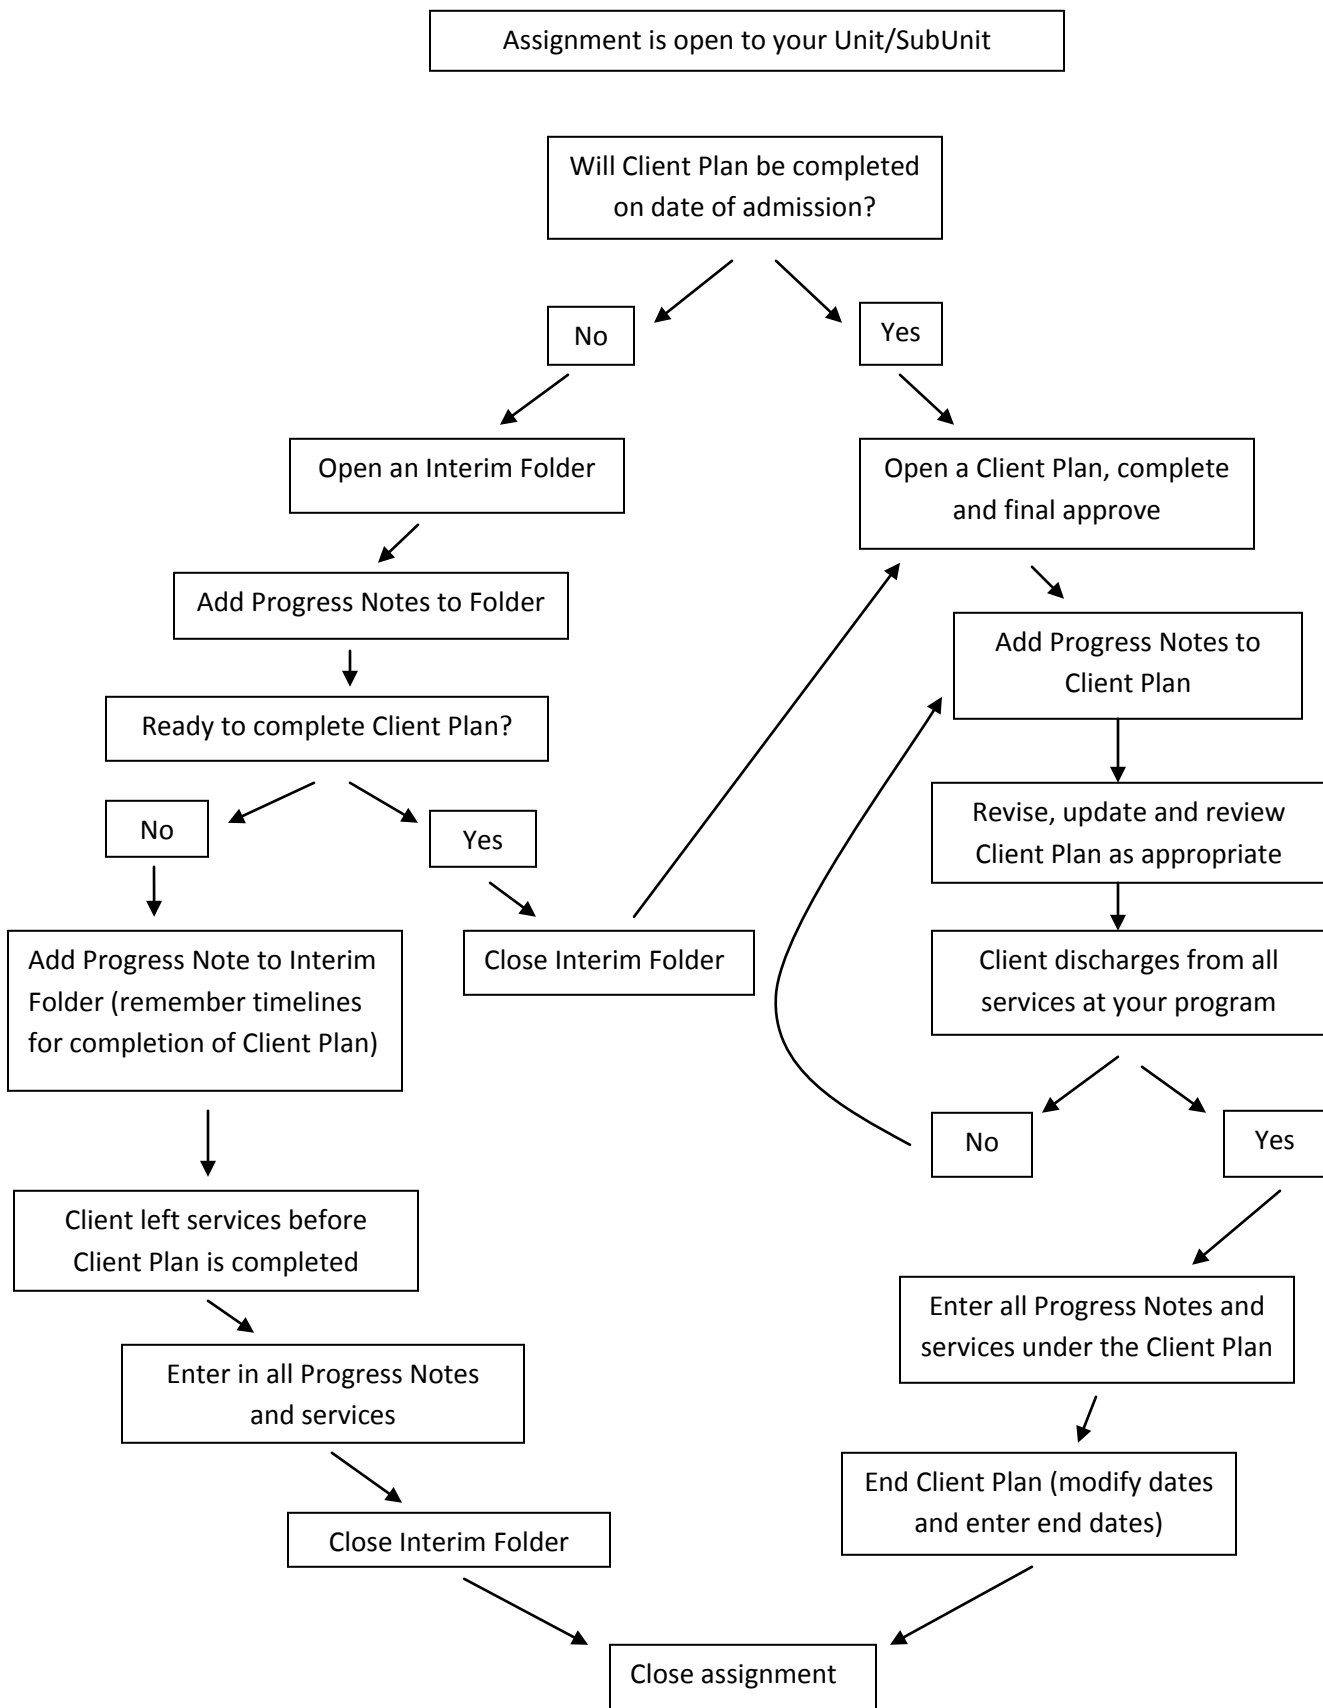 Assignment is open to your Unit/SubUnit
Will Client Plan be completed
on date of admission?
No
Yes
Open an Interim Folder
Open a Client Plan, complete
and final approve
Add Progress Notes to Folder
Add Progress Notes to
Client Plan
Ready to complete Client Plan?
Revise, update and review
Client Plan as appropriate
No
Yes
Add Progress Note to Interim
Folder (remember timelines
for completion of Client Plan)
Close Interim Folder
Client discharges from all
services at your program
No
Yes
Client left services before
Client Plan is completed
Enter all Progress Notes and
services under the Client Plan
Enter in all Progress Notes
and services
End Client Plan (modify dates
and enter end dates)
Close Interim Folder
Close assignment